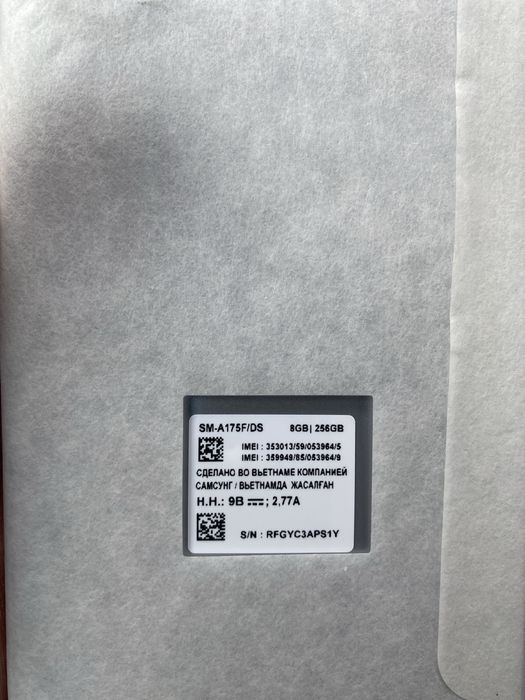 SM-A175F/DS 8GB| 256GB
IMEI : 353013/59/053964/5
IMEI : 359949/85/053964/9
СДЕЛАНО ВО ВЬЕТНАМЕ КОМПАНИЕЙ
САМСУНГ / ВЬЕТНАМДА ЖАСАЛҒАН
Н.Н.: 9В ⎓; 2,77А
S/N : RFGYC3APS1Y